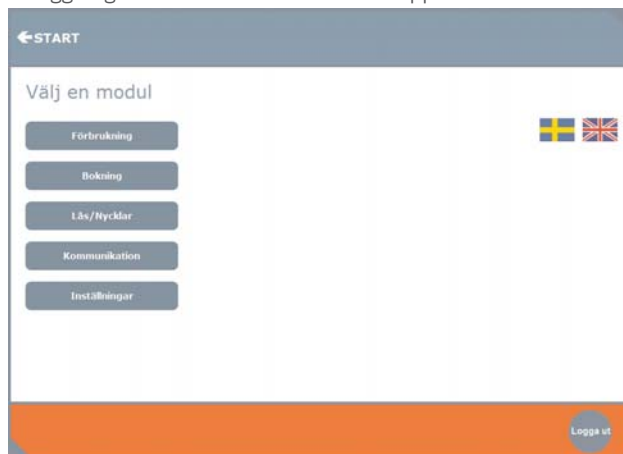 START
Välj en modul
Förbrukning
Bokning
Lås/Nycklar
Kommunikation
Inställningar
Logga ut